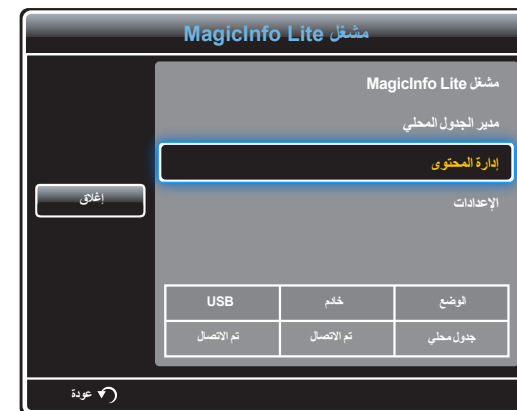 مشغل MagicInfo Lite
مشغل MagicInfo Lite
مدير الجدول المحلي
إدارة المحتوى
الإعدادات
إغلاق
الوضع خادم USB
جدول محلي تم الاتصال تم الاتصال
عودة